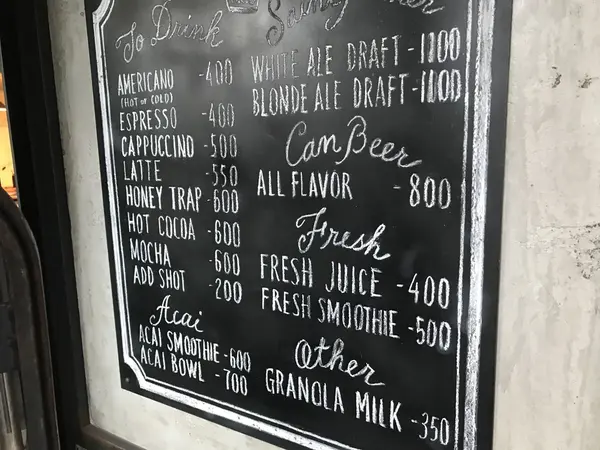 To Drink
AMERICANO -400
(HOT or COLD)
ESPRESSO -400
CAPPUCCINO -500
LATTE -550
HONEY TRAP -600
HOT COCOA -600
MOCHA -600
ADD SHOT -200
Acai
ACAI SMOOTHIE -600
ACAI BOWL -700
WHITE ALE DRAFT -1100
BLONDE ALE DRAFT -1100
Can Beer
ALL FLAVOR -800
Fresh
FRESH JUICE -400
FRESH SMOOTHIE -500
Other
GRANOLA MILK -350